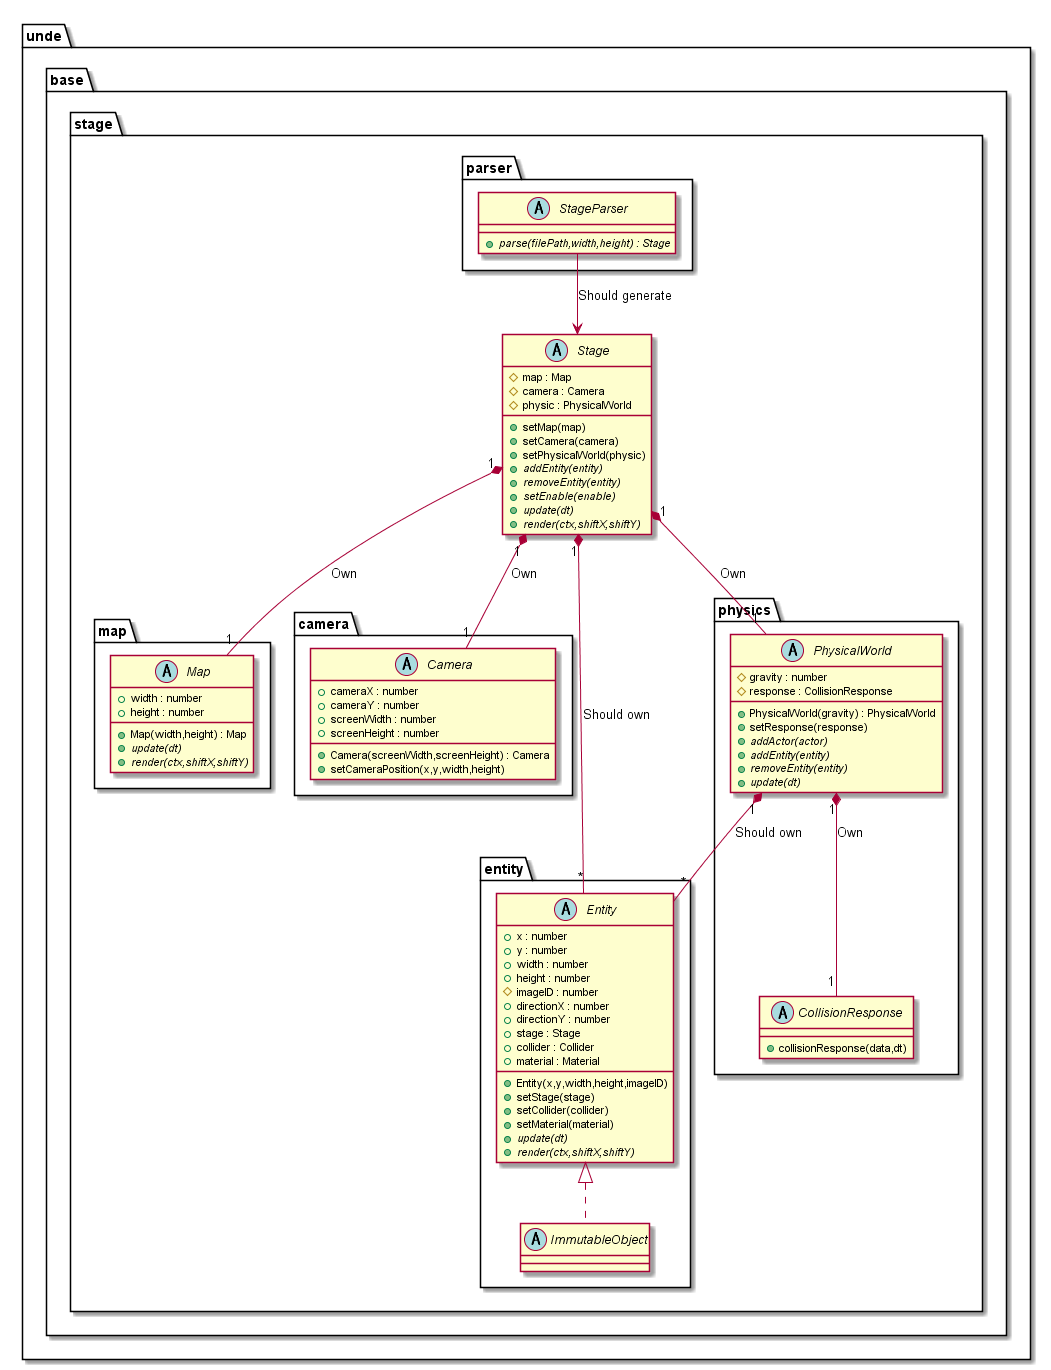 unde
base
stage
parser
A StageParser
parse(filePath,width,height) : Stage
Should generate
A Stage
map : Map
camera : Camera
physic : PhysicalWorld
setMap(map)
setCamera(camera)
setPhysicalWorld(physic)
addEntity(entity)
removeEntity(entity)
setEnable(enable)
update(dt)
render(ctx,shiftX,shiftY)
1
1
1
1
Own
Own
Own
Should own
1
1
1
*
map
A Map
width : number
height : number
Map(width,height) : Map
update(dt)
render(ctx,shiftX,shiftY)
camera
A Camera
cameraX : number
cameraY : number
screenWidth : number
screenHeight : number
Camera(screenWidth,screenHeight) : Camera
setCameraPosition(x,y,width,height)
physics
A PhysicalWorld
gravity : number
response : CollisionResponse
PhysicalWorld(gravity) : PhysicalWorld
setResponse(response)
addActor(actor)
addEntity(entity)
removeEntity(entity)
update(dt)
1
1
Should own
Own
*
1
entity
A Entity
x : number
y : number
width : number
height : number
imageID : number
directionX : number
directionY : number
stage : Stage
collider : Collider
material : Material
Entity(x,y,width,height,imageID)
setStage(stage)
setCollider(collider)
setMaterial(material)
update(dt)
render(ctx,shiftX,shiftY)
A CollisionResponse
collisionResponse(data,dt)
A ImmutableObject